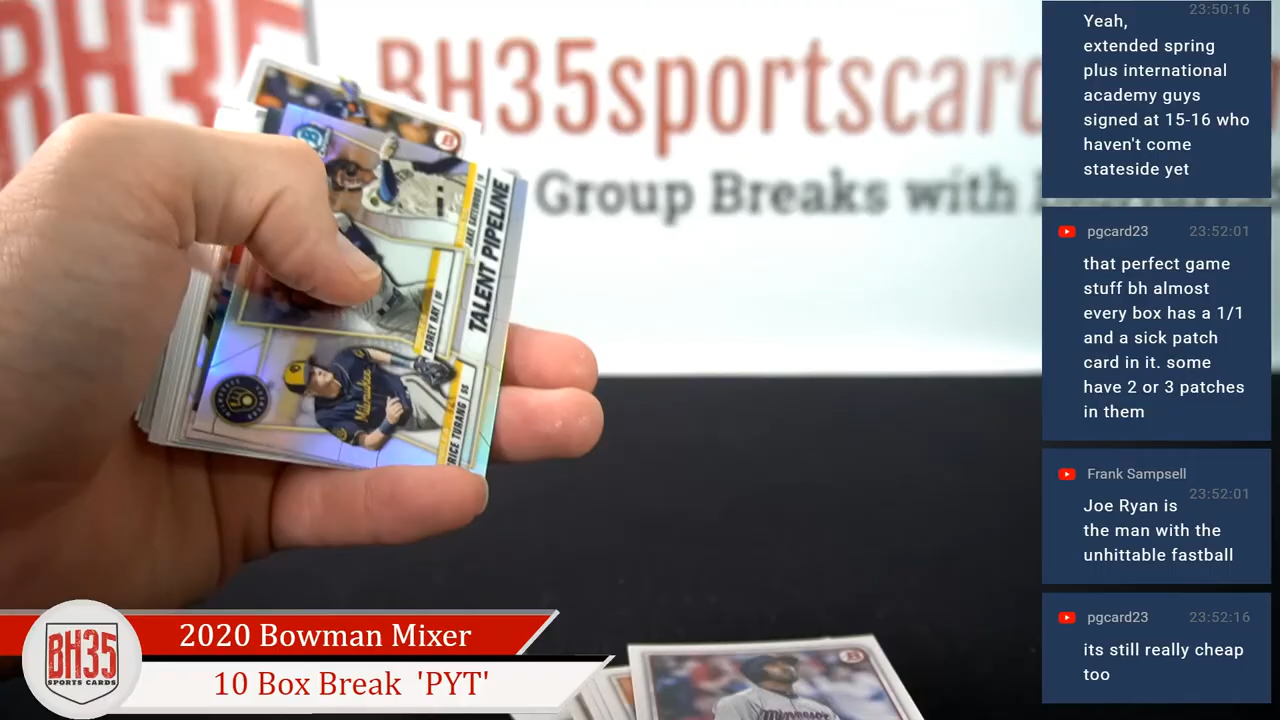 BH35
BH35sportscar
Group Breaks with
TALENT PIPELINE
COREY RAY | OF
BRICE TURANG | SS
Milwaukee
Minnesota
23:50:16
Yeah,
extended spring
plus international
academy guys
signed at 15-16 who
haven't come
stateside yet
pgcard23 23:52:01
that perfect game
stuff bh almost
every box has a 1/1
and a sick patch
card in it. some
have 2 or 3 patches
in them
Frank Sampsell
23:52:01
Joe Ryan is
the man with the
unhittable fastball
pgcard23 23:52:16
its still really cheap
too
2020 Bowman Mixer
10 Box Break 'PYT'
BH35
SPORTS CARDS